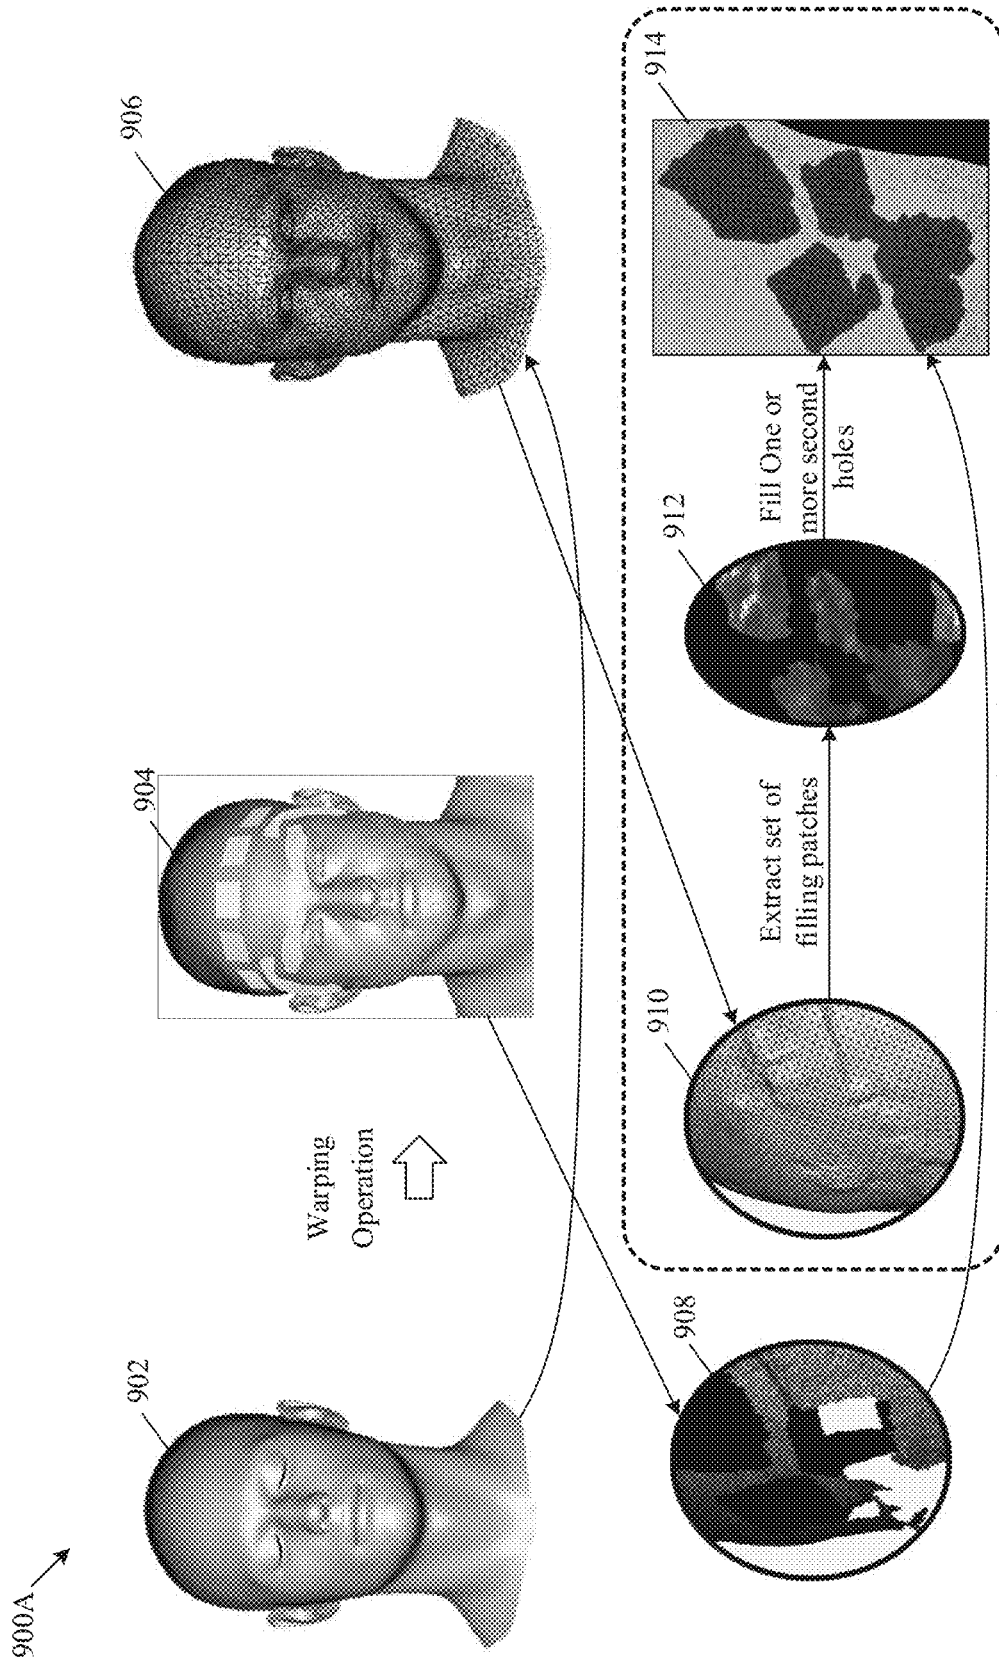 900A
902
904
906
Warping
Operation
908
910
912
914
Extract set of
filling patches
Fill One or
more second
holes